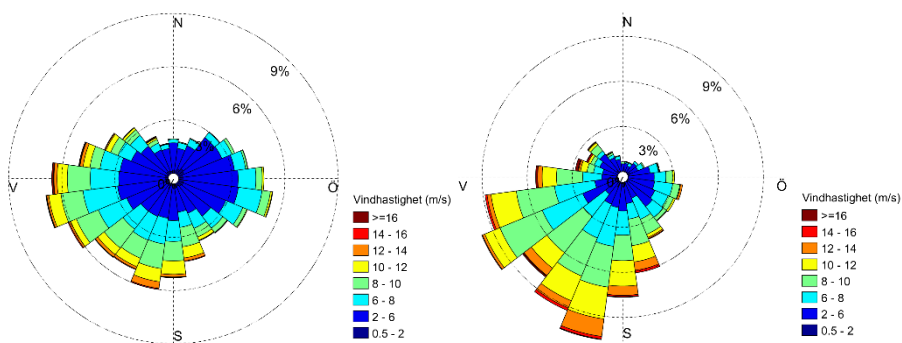 N
9%
6%
3%
0%
V
Ö
S
Vindhastighet (m/s)
>=16
14 - 16
12 - 14
10 - 12
8 - 10
6 - 8
2 - 6
0.5 - 2
N
9%
6%
3%
0%
V
Ö
S
Vindhastighet (m/s)
>=16
14 - 16
12 - 14
10 - 12
8 - 10
6 - 8
2 - 6
0.5 - 2